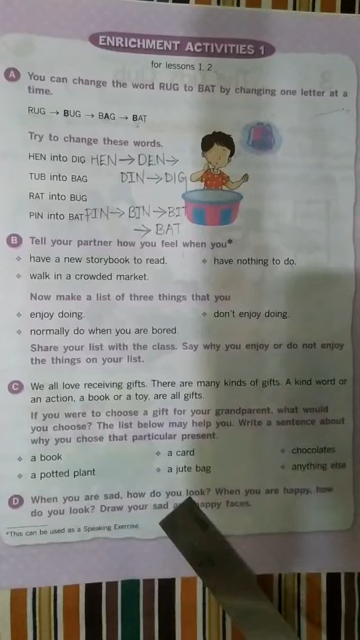 ENRICHMENT ACTIVITIES 1
for lessons 1, 2
A You can change the word RUG to BAT by changing one letter at a
time.
RUG → BUG → BAG → BAT
Try to change these words.
HEN into DIG HEN → DEN →
TUB into BAG DIN → DIG
RAT into BUG
PIN into BAT PIN → BIN → BIT
→ BAT
B Tell your partner how you feel when you*
❖ have a new storybook to read. ❖ have nothing to do.
❖ walk in a crowded market.
Now make a list of three things that you
❖ enjoy doing. ❖ don't enjoy doing.
❖ normally do when you are bored.
Share your list with the class. Say why you enjoy or do not enjoy
the things on your list.
C We all love receiving gifts. There are many kinds of gifts. A kind word or
an action, a book or a toy, are all gifts.
If you were to choose a gift for your grandparent, what would
you choose? The list below may help you. Write a sentence about
why you chose that particular present.
❖ a book ❖ a card ❖ chocolates
❖ a potted plant ❖ a jute bag ❖ anything else
D When you are sad, how do you look? When you are happy, how
do you look? Draw your sad happy faces.
*This can be used as a Speaking Exercise.